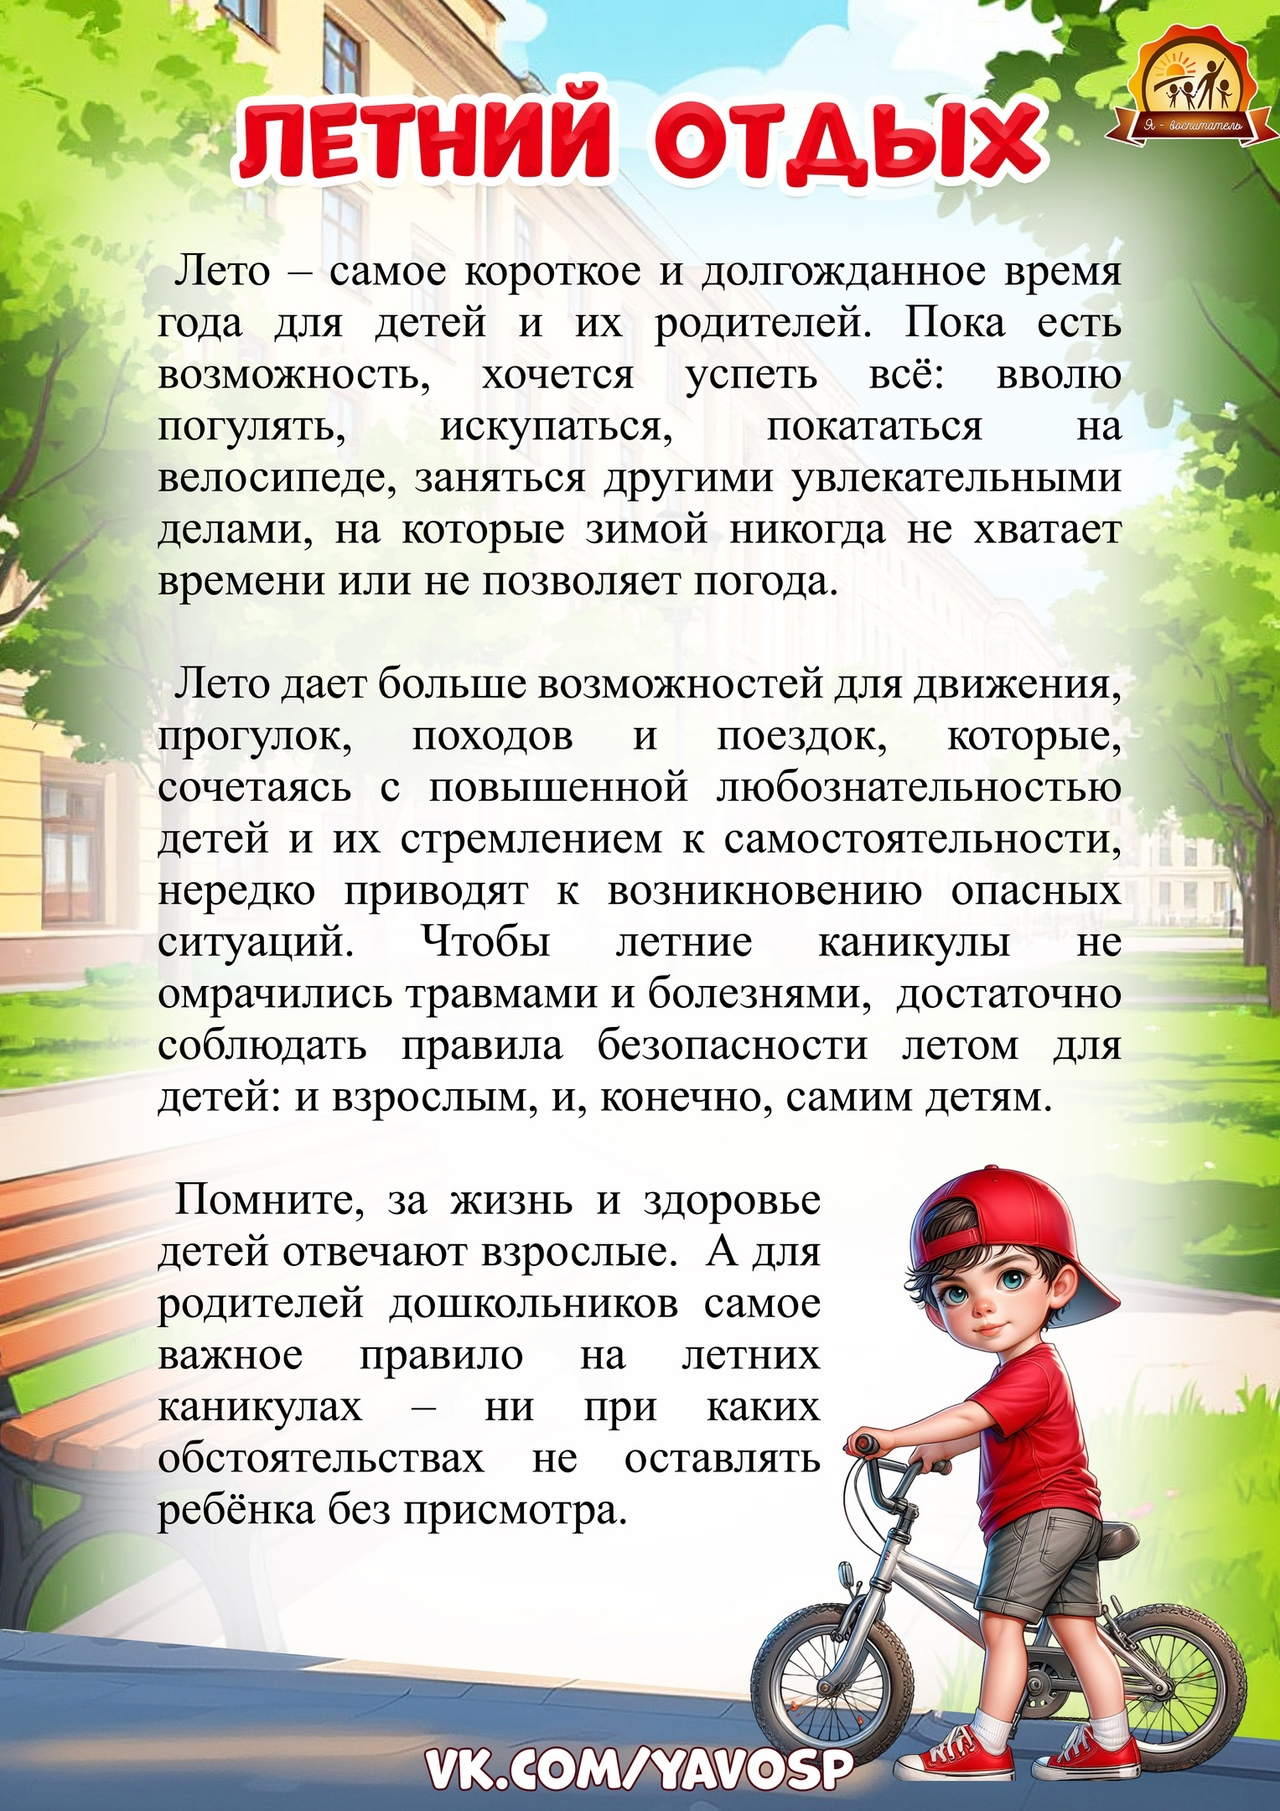 ЛЕТНИЙ ОТДЫХ
Я - воспитатель
Лето – самое короткое и долгожданное время
года для детей и их родителей. Пока есть
возможность, хочется успеть всё: вволю
погулять, искупаться, покататься на
велосипеде, заняться другими увлекательными
делами, на которые зимой никогда не хватает
времени или не позволяет погода.
Лето дает больше возможностей для движения,
прогулок, походов и поездок, которые,
сочетаясь с повышенной любознательностью
детей и их стремлением к самостоятельности,
нередко приводят к возникновению опасных
ситуаций. Чтобы летние каникулы не
омрачились травмами и болезнями, достаточно
соблюдать правила безопасности летом для
детей: и взрослым, и, конечно, самим детям.
Помните, за жизнь и здоровье
детей отвечают взрослые. А для
родителей дошкольников самое
важное правило на летних
каникулах – ни при каких
обстоятельствах не оставлять
ребёнка без присмотра.
VK.COM/YAVOSP